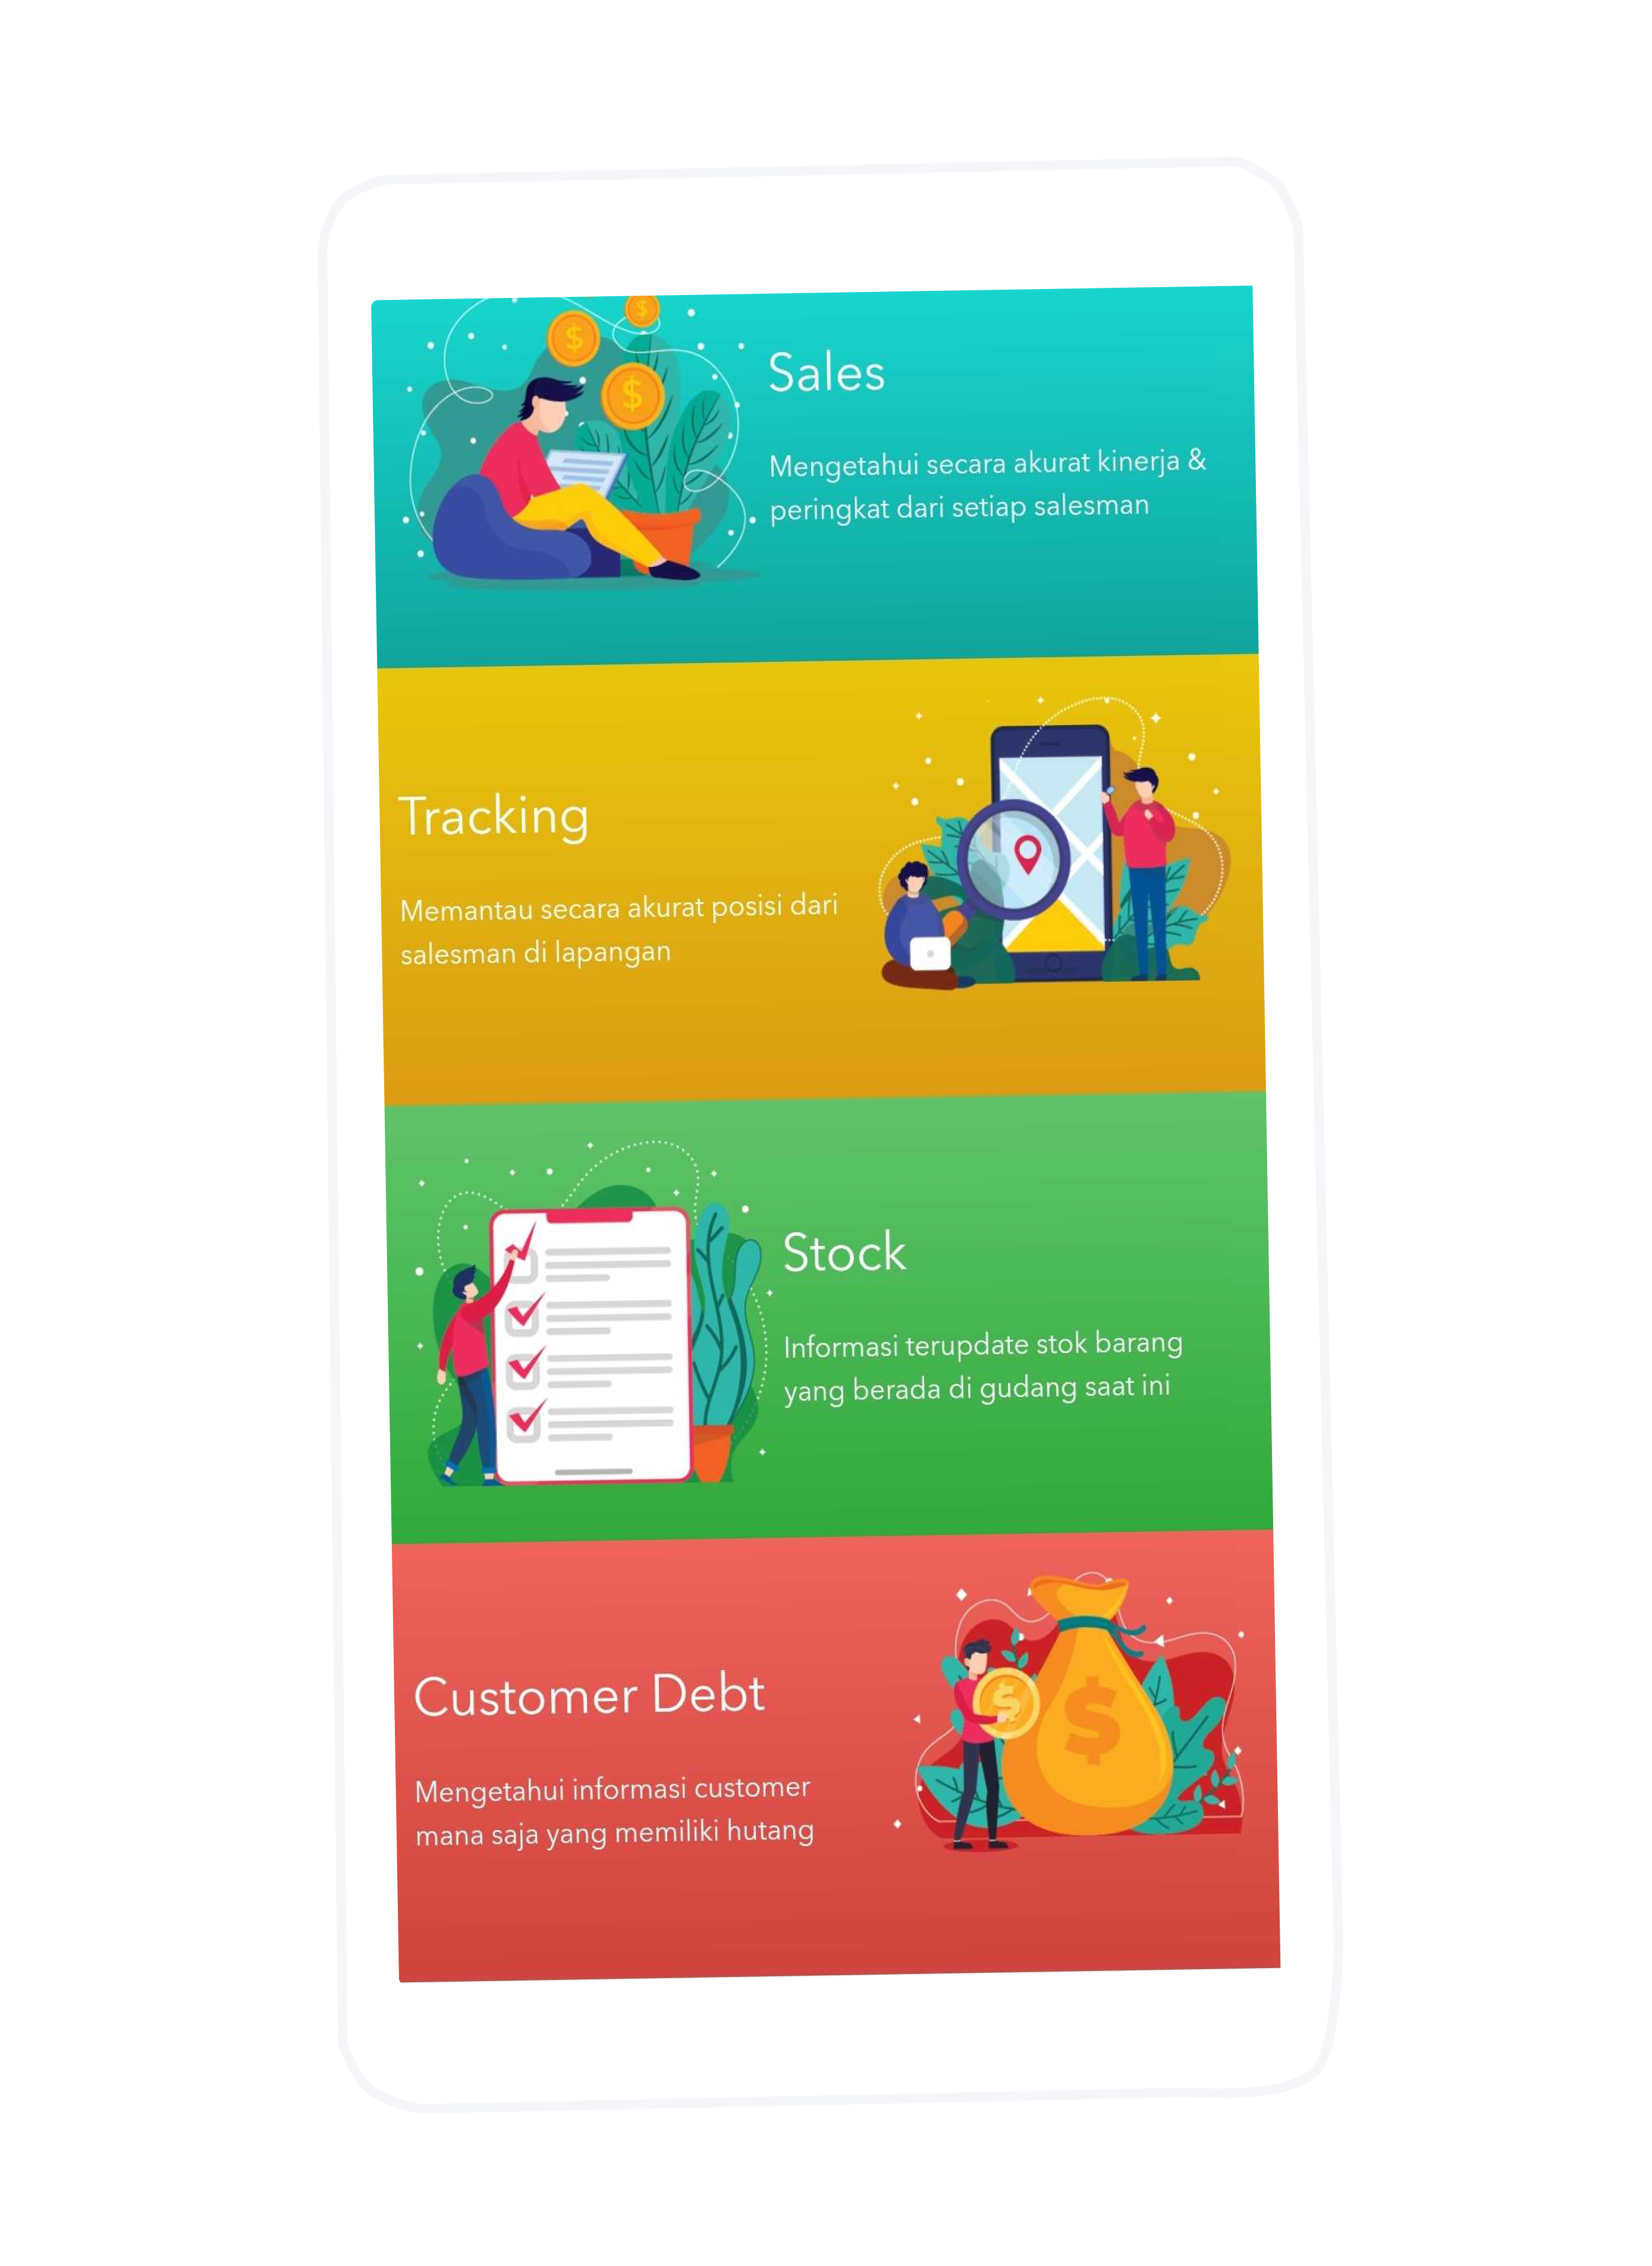 Sales
Mengetahui secara akurat kinerja &
peringkat dari setiap salesman
Tracking
Memantau secara akurat posisi dari
salesman di lapangan
Stock
Informasi terupdate stok barang
yang berada di gudang saat ini
Customer Debt
Mengetahui informasi customer
mana saja yang memiliki hutang